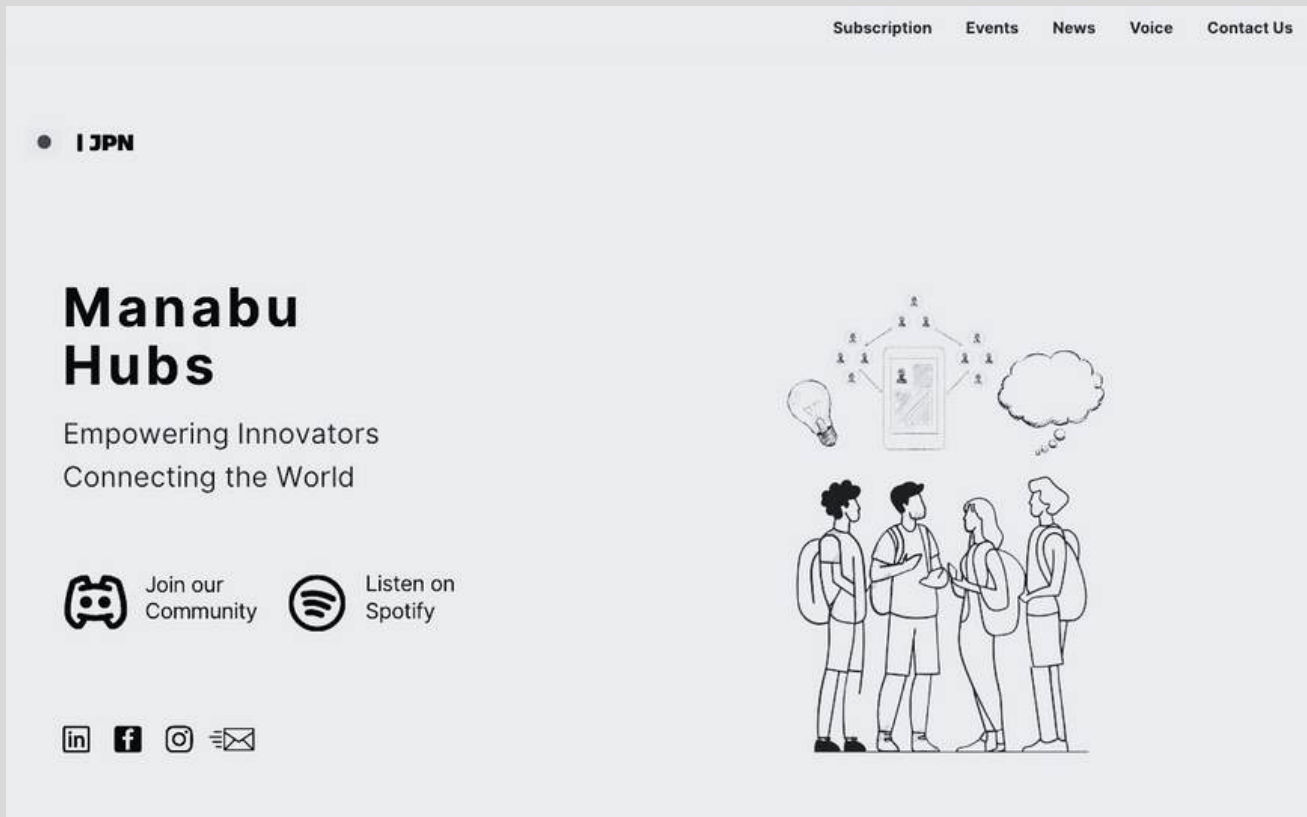 Subscription Events News Voice Contact Us
| JPN
Manabu
Hubs
Empowering Innovators
Connecting the World
Join our
Community
Listen on
Spotify
in f